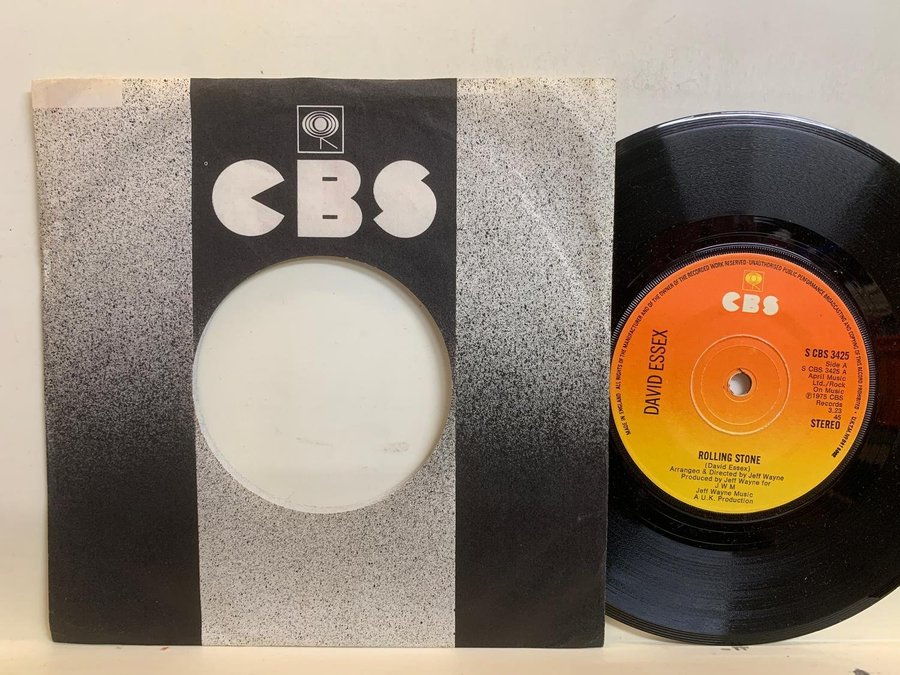 CBS
ALL RIGHTS OF THE MANUFACTURER AND OF THE OWNER OF THE RECORDED WORK RESERVED · UNAUTHORISED PUBLIC PERFORMANCE BROADCASTING AND COPYING OF THIS RECORD PROHIBITED ·
MADE IN ENGLAND
CBS
DAVID ESSEX
S CBS 3425
Side A
S CBS 3425 A
April Music
Ltd./Rock
On Music
℗1975 CBS
Records
3.23
45
STEREO
ROLLING STONE
(David Essex)
Arranged & Directed by Jeff Wayne
Produced by Jeff Wayne for
J W M
Jeff Wayne Music
A U.K. Production